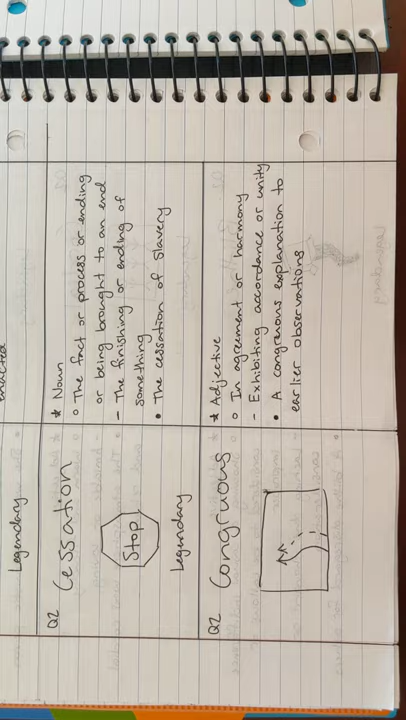 enacted
Legendary
Q2
Cessation
Stop
Legendary
* Noun
o The fact or process or ending
or being brought to an end
- The finishing or ending of
something
• The cessation of slavery
Q2
Congruous
* Adjective
o In agreement or harmony
- Exhibiting accordance or unity
• A congruous explanation to
earlier observations